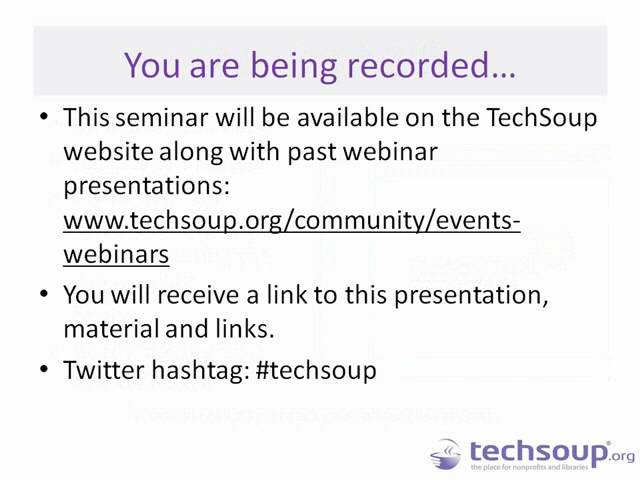 You are being recorded...
• This seminar will be available on the TechSoup
website along with past webinar
presentations:
www.techsoup.org/community/events-
webinars
• You will receive a link to this presentation,
material and links.
• Twitter hashtag: #techsoup
techsoup®.org
the place for nonprofits and libraries